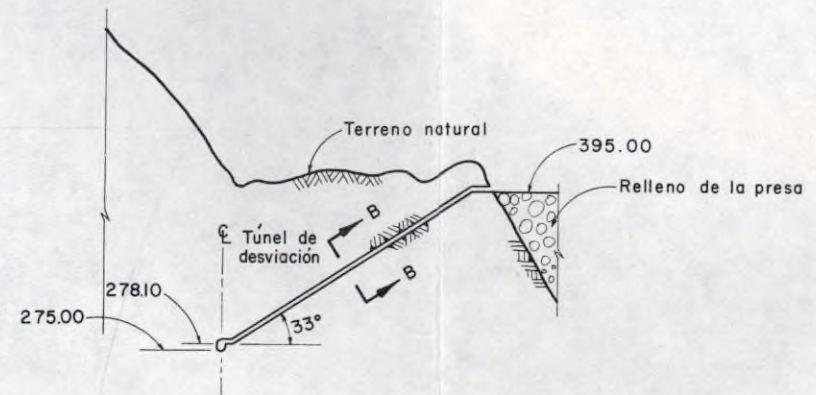 Terreno natural
395.00
Relleno de la presa
B
℄ Túnel de
desviación
B
278.10
275.00
33°